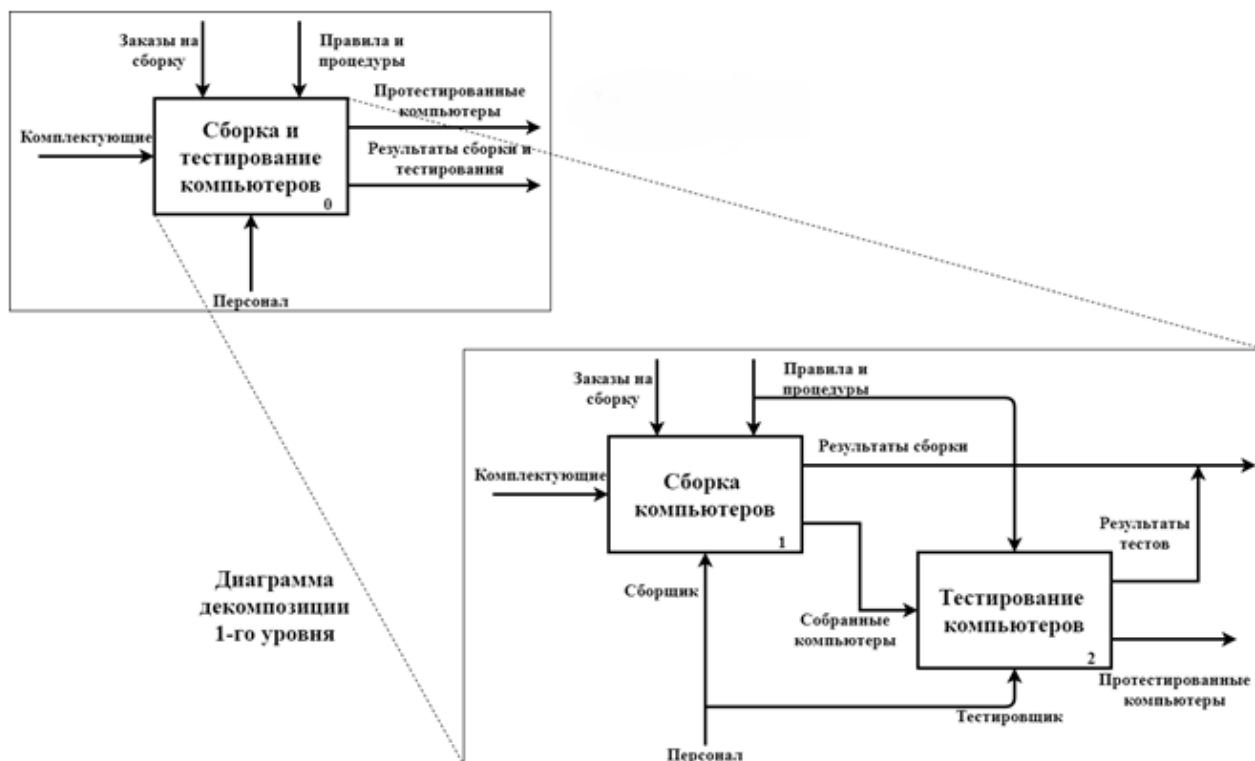 Заказы на
сборку
Правила и
процедуры
Протестированные
компьютеры
Комплектующие
Сборка и
тестирование
компьютеров
0
Результаты сборки и
тестирования
Персонал
Заказы на
сборку
Правила и
процедуры
Результаты сборки
Комплектующие
Сборка
компьютеров
1
Результаты
тестов
Диаграмма
декомпозиции
1-го уровня
Сборщик
Собранные
компьютеры
Тестирование
компьютеров
2
Протестированные
компьютеры
Тестировщик
Персонал